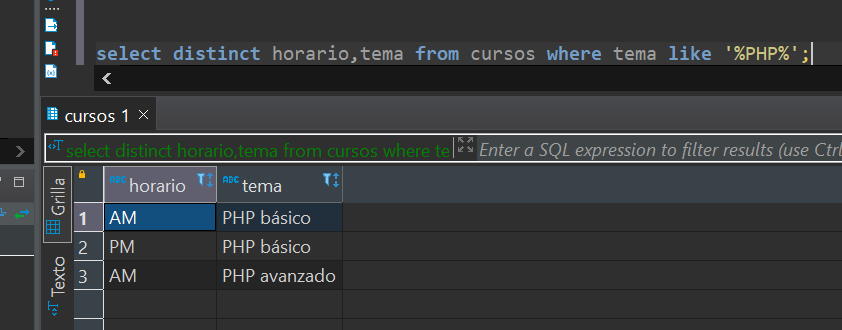 select distinct horario,tema from cursos where tema like '%PHP%';
cursos 1
select distinct horario,tema from cursos where te
Enter a SQL expression to filter results (use Ctrl
Grilla
Texto
ABC horario
ABC tema
1 AM PHP básico
2 PM PHP básico
3 AM PHP avanzado